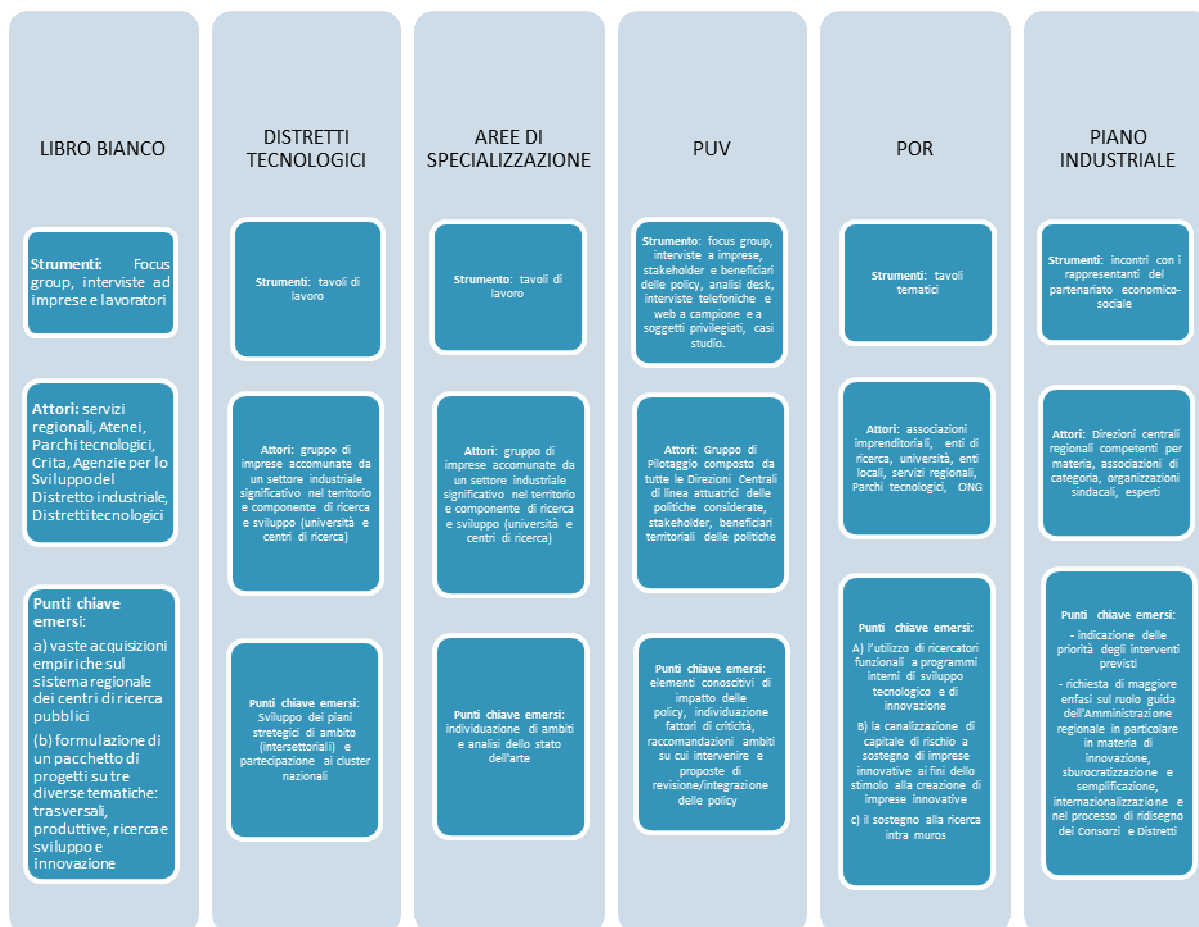 LIBRO BIANCO
Strumenti: Focus
group, interviste ad
imprese e lavoratori
Attori: servizi
regionali, Atenei,
Parchi tecnologici,
Crita, Agenzie per lo
Sviluppo del
Distretto industriale,
Distretti tecnologici
Punti chiave
emersi:
a) vaste acquisizioni
empiriche sul
sistema regionale
dei centri di ricerca
pubblici
(b) formulazione di
un pacchetto di
progetti su tre
diverse tematiche:
trasversali,
produttive, ricerca e
sviluppo e
innovazione
DISTRETTI
TECNOLOGICI
Strumenti: tavoli di
lavoro
Attori: gruppo di
imprese accomunate da
un settore industriale
significativo nel territorio
e componente di ricerca
e sviluppo (università e
centri di ricerca)
Punti chiave emersi:
Sviluppo dei piani
stretegici di ambito
(intersettoriali) e
partecipazione ai cluster
nazionali
AREE DI
SPECIALIZZAZIONE
Strumento: tavoli di
lavoro
Attori: gruppo di
imprese accomunate da
un settore industriale
significativo nel territorio
e componente di ricerca
e sviluppo (università e
centri di ricerca)
Punti chiave emersi:
individuazione di ambiti
e analisi dello stato
dell'arte
PUV
Strumento: focus group,
interviste a imprese,
stakeholder e beneficiari
delle policy, analisi desk,
interviste telefoniche e
web a campione e a
soggetti privilegiati, casi
studio.
Attori: Gruppo di
Pilotaggio composto da
tutte le Direzioni Centrali
di linea attuatrici delle
politiche considerate,
stakeholder, beneficiari
territoriali delle politiche
Punti chiave emersi:
elementi conoscitivi di
impatto delle
policy, individuazione
fattori di criticità,
raccomandazioni ambiti
su cui intervenire e
proposte di
revisione/integrazione
delle policy
POR
Strumenti: tavoli
tematici
Attori: associazioni
imprenditoriali, enti di
ricerca, università, enti
locali, servizi regionali,
Parchi tecnologici, ONG
Punti chiave emersi:
A) l'utilizzo di ricercatori
funzionali a programmi
interni di sviluppo
tecnologico e di
innovazione
B) la canalizzazione di
capitale di rischio a
sostegno di imprese
innovative ai fini dello
stimolo alla creazione di
imprese innovative
c) il sostegno alla ricerca
intra muros
PIANO
INDUSTRIALE
Strumenti: incontri con i
rappresentanti del
partenariato economico-
sociale
Attori: Direzioni centrali
regionali competenti per
materia, associazioni di
categoria, organizzazioni
sindacali, esperti
Punti chiave emersi:
- indicazione delle
priorità degli interventi
previsti
- richiesta di maggiore
enfasi sul ruolo guida
dell'Amministrazione
regionale in particolare
in materia di
innovazione,
sburocratizzazione e
semplificazione,
internazionalizzazione e
nel processo di ridisegno
dei Consorzi e Distretti